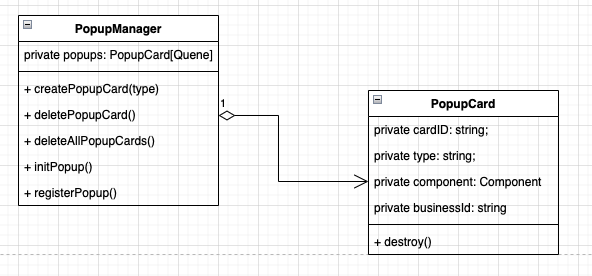 PopupManager
private popups: PopupCard[Quene]
+ createPopupCard(type)
+ deletePopupCard()
+ deleteAllPopupCards()
+ initPopup()
+ registerPopup()
1
PopupCard
private cardID: string;
private type: string;
private component: Component
private businessId: string
+ destroy()